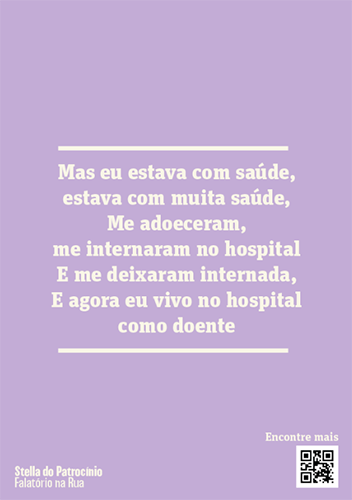 Mas eu estava com saúde,
estava com muita saúde,
Me adoeceram,
me internaram no hospital
E me deixaram internada,
E agora eu vivo no hospital
como doente
Encontre mais
Stella do Patrocínio
Falatório na Rua